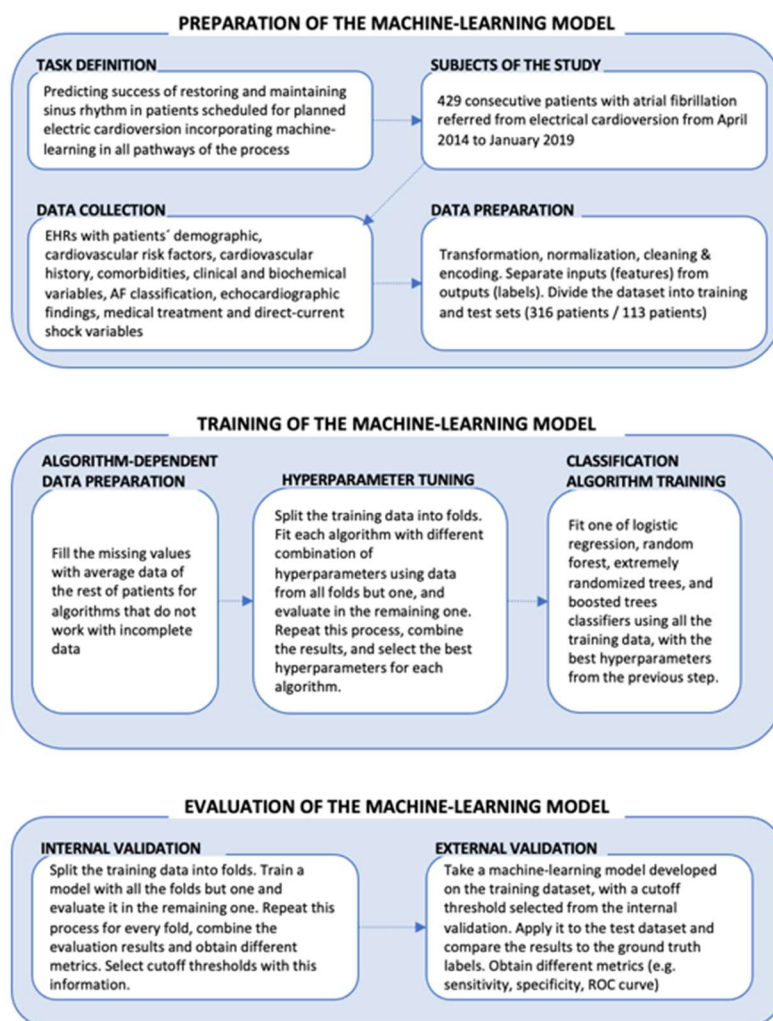 PREPARATION OF THE MACHINE-LEARNING MODEL
TASK DEFINITION
Predicting success of restoring and maintaining
sinus rhythm in patients scheduled for planned
electric cardioversion incorporating machine-
learning in all pathways of the process
SUBJECTS OF THE STUDY
429 consecutive patients with atrial fibrillation
referred from electrical cardioversion from April
2014 to January 2019
DATA COLLECTION
EHRs with patients´ demographic,
cardiovascular risk factors, cardiovascular
history, comorbidities, clinical and biochemical
variables, AF classification, echocardiographic
findings, medical treatment and direct-current
shock variables
DATA PREPARATION
Transformation, normalization, cleaning &
encoding. Separate inputs (features) from
outputs (labels). Divide the dataset into training
and test sets (316 patients / 113 patients)
TRAINING OF THE MACHINE-LEARNING MODEL
ALGORITHM-DEPENDENT
DATA PREPARATION
Fill the missing values
with average data of
the rest of patients for
algorithms that do not
work with incomplete
data
HYPERPARAMETER TUNING
Split the training data into folds.
Fit each algorithm with different
combination of
hyperparameters using data
from all folds but one, and
evaluate in the remaining one.
Repeat this process, combine
the results, and select the best
hyperparameters for each
algorithm.
CLASSIFICATION
ALGORITHM TRAINING
Fit one of logistic
regression, random
forest, extremely
randomized trees, and
boosted trees
classifiers using all the
training data, with the
best hyperparameters
from the previous step.
EVALUATION OF THE MACHINE-LEARNING MODEL
INTERNAL VALIDATION
Split the training data into folds. Train a
model with all the folds but one and
evaluate it in the remaining one. Repeat this
process for every fold, combine the
evaluation results and obtain different
metrics. Select cutoff thresholds with this
information.
EXTERNAL VALIDATION
Take a machine-learning model developed
on the training dataset, with a cutoff
threshold selected from the internal
validation. Apply it to the test dataset and
compare the results to the ground truth
labels. Obtain different metrics (e.g.
sensitivity, specificity, ROC curve)